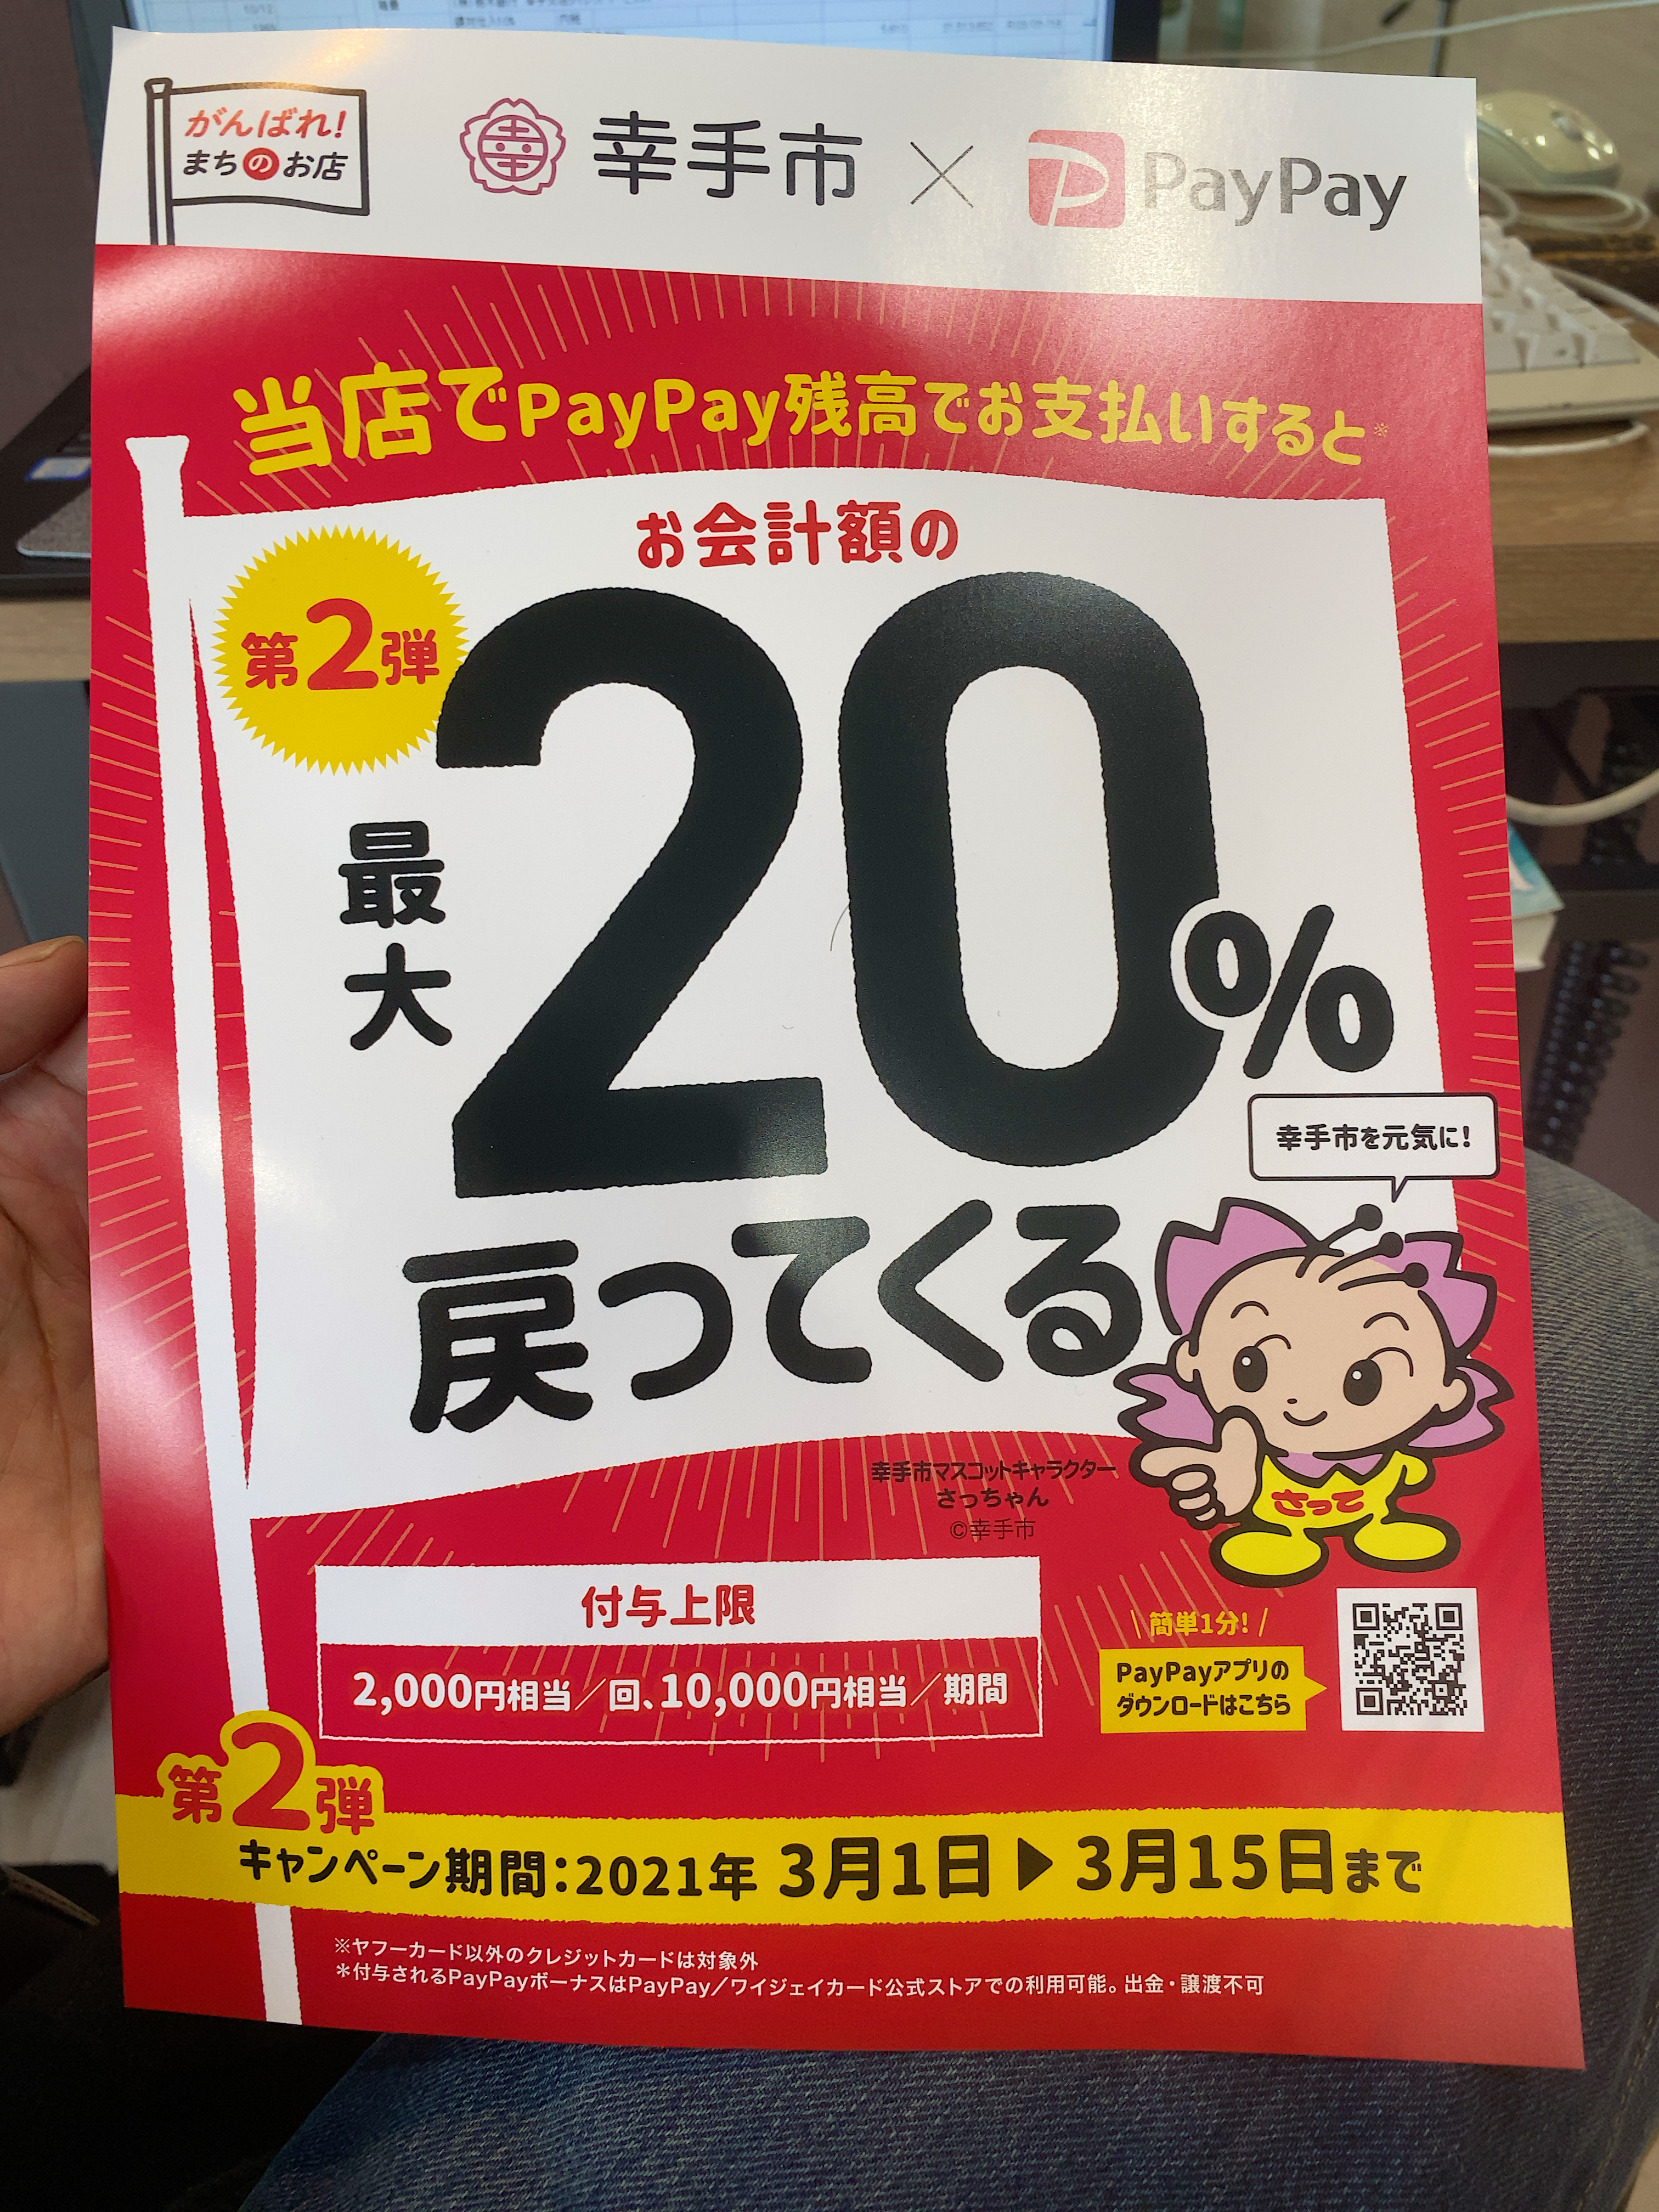 がんばれ!
まちのお店
幸手市 × PayPay
当店でPayPay残高でお支払いすると※
お会計額の
第2弾
最大
20%
戻ってくる
幸手市を元気に!
さって
幸手市マスコットキャラクター
さっちゃん
©幸手市
付与上限
2,000円相当/回、10,000円相当/期間
簡単1分!
PayPayアプリの
ダウンロードはこちら
第2弾
キャンペーン期間:2021年 3月1日▶3月15日まで
※ヤフーカード以外のクレジットカードは対象外
*付与されるPayPayボーナスはPayPay/ワイジェイカード公式ストアでの利用可能。出金・譲渡不可